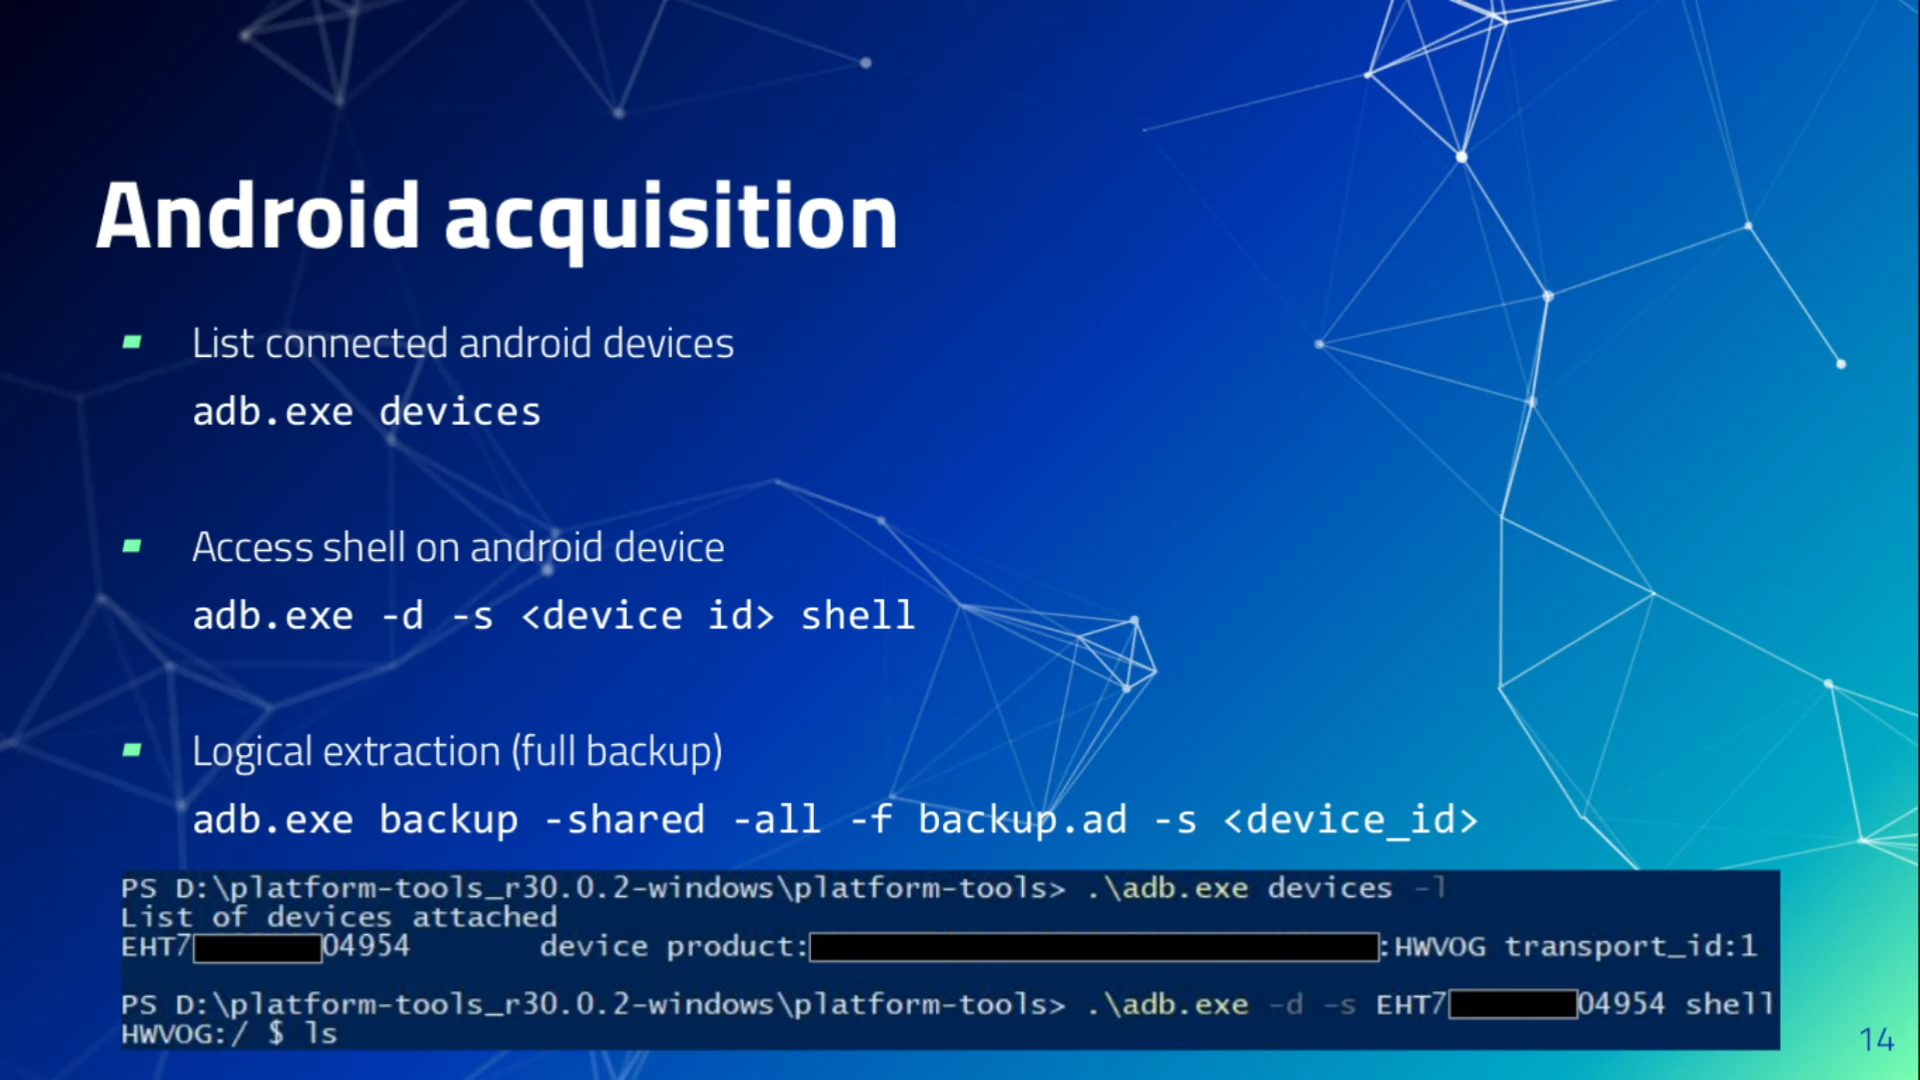 Android acquisition
List connected android devices
adb.exe devices
Access shell on android device
adb.exe -d -s <device id> shell
Logical extraction (full backup)
adb.exe backup -shared -all -f backup.ad -s <device_id>
PS D:\platform-tools_r30.0.2-windows\platform-tools> .\adb.exe devices -l
List of devices attached
EHT7 04954 device product: :HWVOG transport_id:1
PS D:\platform-tools_r30.0.2-windows\platform-tools> .\adb.exe -d -s EHT7 04954 shell
HWVOG:/ $ ls
14